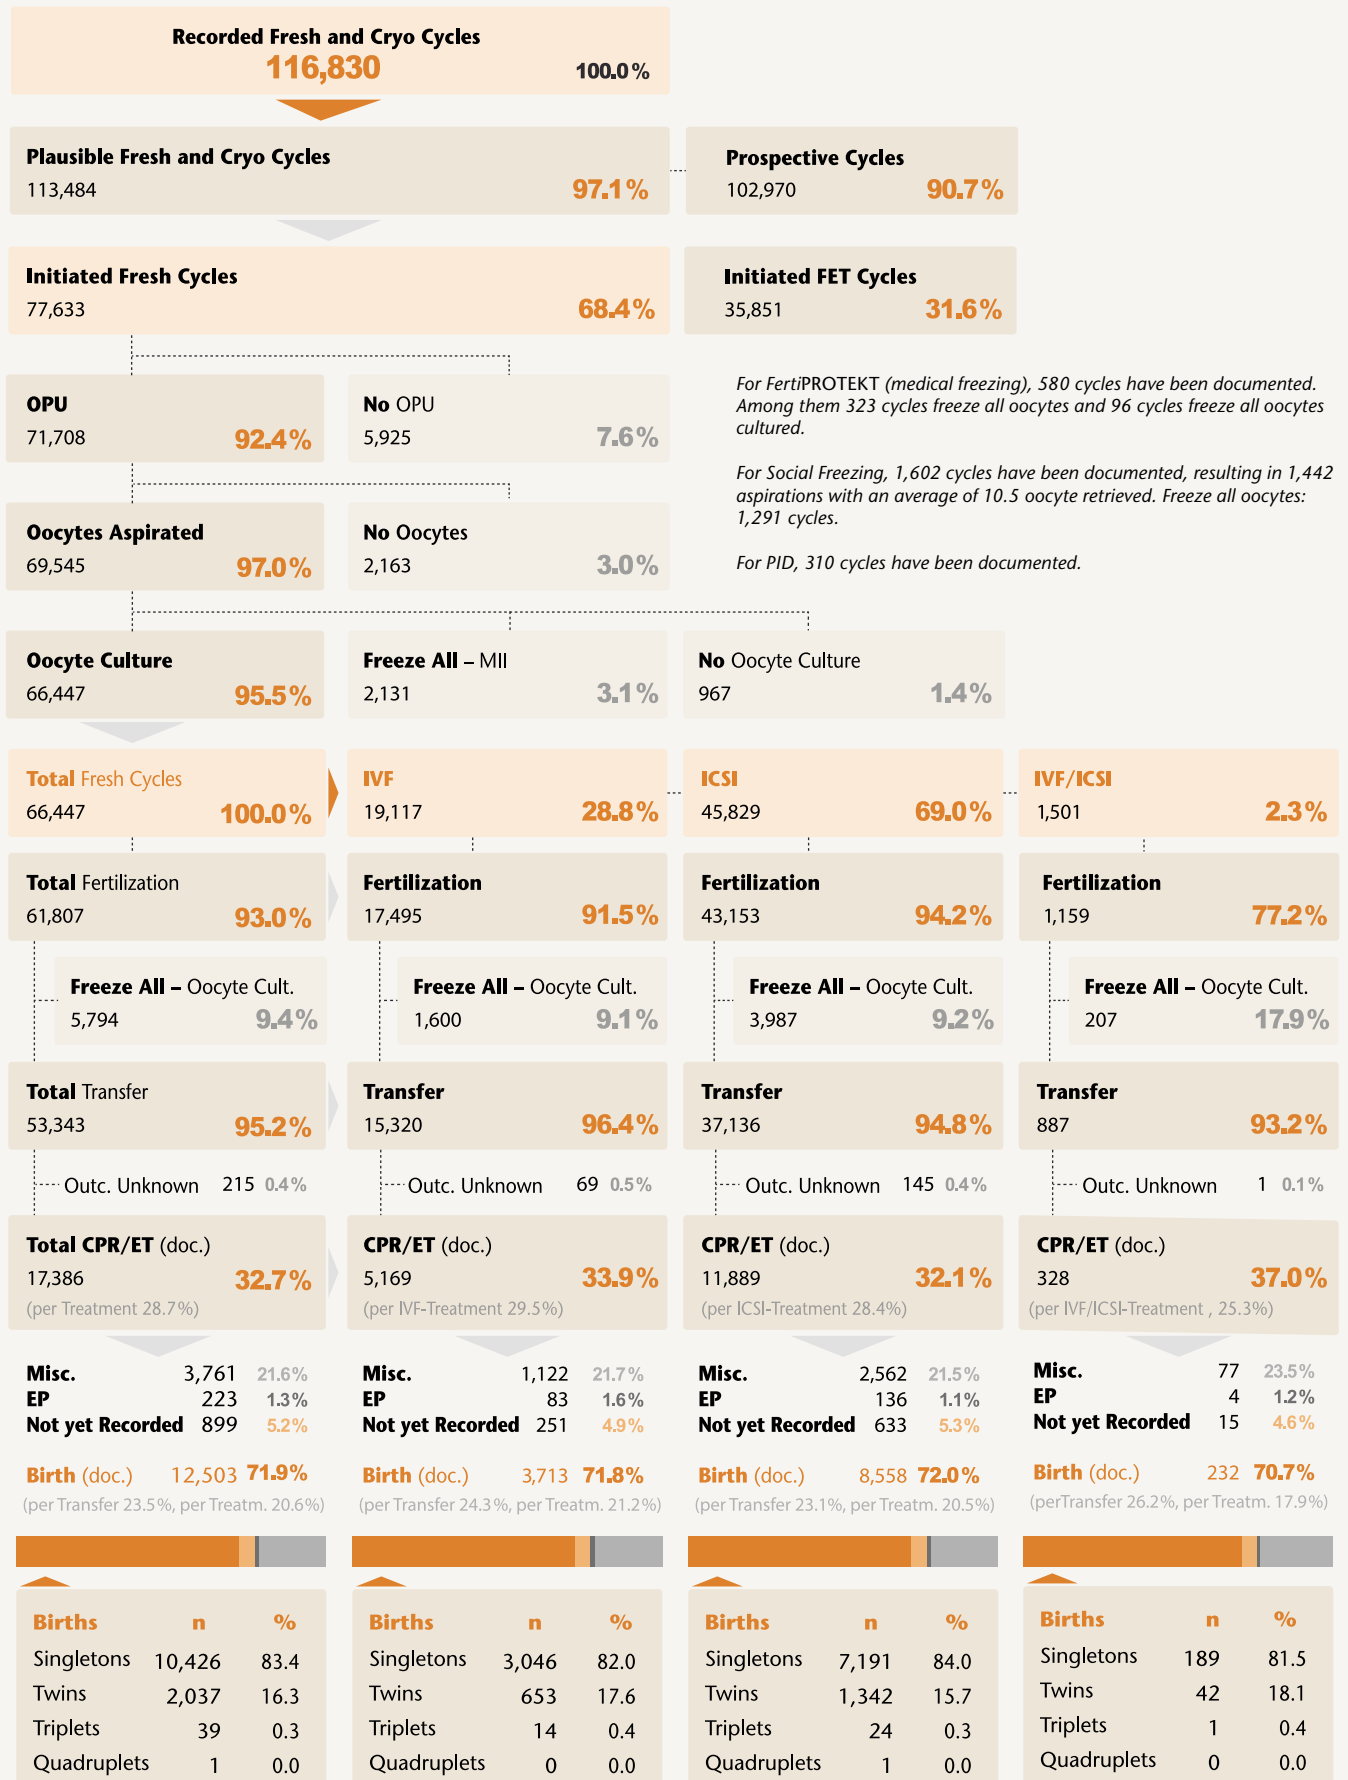 Recorded Fresh and Cryo Cycles
116,830 100.0%
Plausible Fresh and Cryo Cycles
113,484 97.1%
Prospective Cycles
102,970 90.7%
Initiated Fresh Cycles
77,633 68.4%
Initiated FET Cycles
35,851 31.6%
OPU
71,708 92.4%
No OPU
5,925 7.6%
For FertiPROTEKT (medical freezing), 580 cycles have been documented.
Among them 323 cycles freeze all oocytes and 96 cycles freeze all oocytes
cultured.
For Social Freezing, 1,602 cycles have been documented, resulting in 1,442
aspirations with an average of 10.5 oocyte retrieved. Freeze all oocytes:
1,291 cycles.
For PID, 310 cycles have been documented.
Oocytes Aspirated
69,545 97.0%
No Oocytes
2,163 3.0%
Oocyte Culture
66,447 95.5%
Freeze All – MII
2,131 3.1%
No Oocyte Culture
967 1.4%
Total Fresh Cycles
66,447 100.0%
IVF
19,117 28.8%
ICSI
45,829 69.0%
IVF/ICSI
1,501 2.3%
Total Fertilization
61,807 93.0%
Fertilization
17,495 91.5%
Fertilization
43,153 94.2%
Fertilization
1,159 77.2%
Freeze All – Oocyte Cult.
5,794 9.4%
Freeze All – Oocyte Cult.
1,600 9.1%
Freeze All – Oocyte Cult.
3,987 9.2%
Freeze All – Oocyte Cult.
207 17.9%
Total Transfer
53,343 95.2%
Transfer
15,320 96.4%
Transfer
37,136 94.8%
Transfer
887 93.2%
Outc. Unknown 215 0.4%
Outc. Unknown 69 0.5%
Outc. Unknown 145 0.4%
Outc. Unknown 1 0.1%
Total CPR/ET (doc.)
17,386 32.7%
(per Treatment 28.7%)
CPR/ET (doc.)
5,169 33.9%
(per IVF-Treatment 29.5%)
CPR/ET (doc.)
11,889 32.1%
(per ICSI-Treatment 28.4%)
CPR/ET (doc.)
328 37.0%
(per IVF/ICSI-Treatment , 25.3%)
Misc. 3,761 21.6%
EP 223 1.3%
Not yet Recorded 899 5.2%
Birth (doc.) 12,503 71.9%
(per Transfer 23.5%, per Treatm. 20.6%)
Misc. 1,122 21.7%
EP 83 1.6%
Not yet Recorded 251 4.9%
Birth (doc.) 3,713 71.8%
(per Transfer 24.3%, per Treatm. 21.2%)
Misc. 2,562 21.5%
EP 136 1.1%
Not yet Recorded 633 5.3%
Birth (doc.) 8,558 72.0%
(per Transfer 23.1%, per Treatm. 20.5%)
Misc. 77 23.5%
EP 4 1.2%
Not yet Recorded 15 4.6%
Birth (doc.) 232 70.7%
(perTransfer 26.2%, per Treatm. 17.9%)
Births n %
Singletons 10,426 83.4
Twins 2,037 16.3
Triplets 39 0.3
Quadruplets 1 0.0
Births n %
Singletons 3,046 82.0
Twins 653 17.6
Triplets 14 0.4
Quadruplets 0 0.0
Births n %
Singletons 7,191 84.0
Twins 1,342 15.7
Triplets 24 0.3
Quadruplets 1 0.0
Births n %
Singletons 189 81.5
Twins 42 18.1
Triplets 1 0.4
Quadruplets 0 0.0